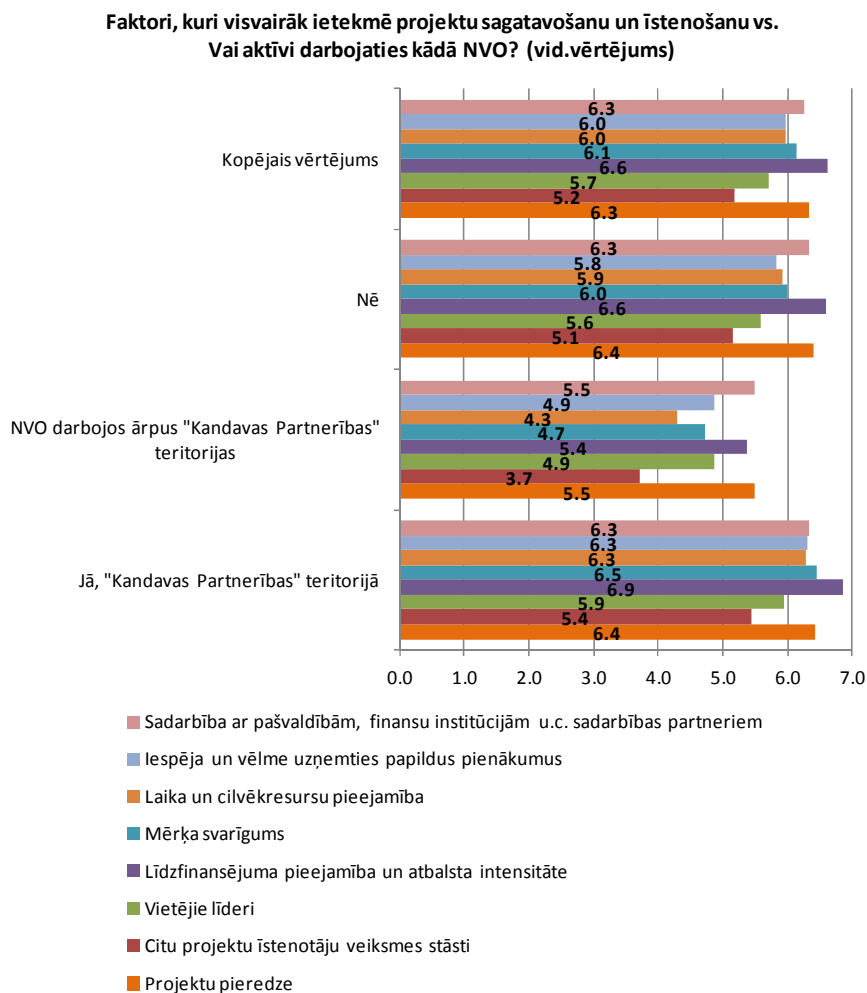 Faktori, kuri visvairāk ietekmē projektu sagatavošanu un īstenošanu vs.
Vai aktīvi darbojaties kādā NVO? (vid.vērtējums)
Kopējais vērtējums
6.3
6.0
6.0
6.1
6.6
5.7
5.2
6.3
Nē
6.3
5.8
5.9
6.0
6.6
5.6
5.1
6.4
NVO darbojos ārpus "Kandavas Partnerības"
teritorijas
5.5
4.9
4.3
4.7
5.4
4.9
3.7
5.5
Jā, "Kandavas Partnerības" teritorijā
6.3
6.3
6.3
6.5
6.9
5.9
5.4
6.4
0.0 1.0 2.0 3.0 4.0 5.0 6.0 7.0
Sadarbība ar pašvaldībām, finansu institūcijām u.c. sadarbības partneriem
Iespēja un vēlme uzņemties papildus pienākumus
Laika un cilvēkresursu pieejamība
Mērķa svarīgums
Līdzfinansējuma pieejamība un atbalsta intensitāte
Vietējie līderi
Citu projektu īstenotāju veiksmes stāsti
Projektu pieredze